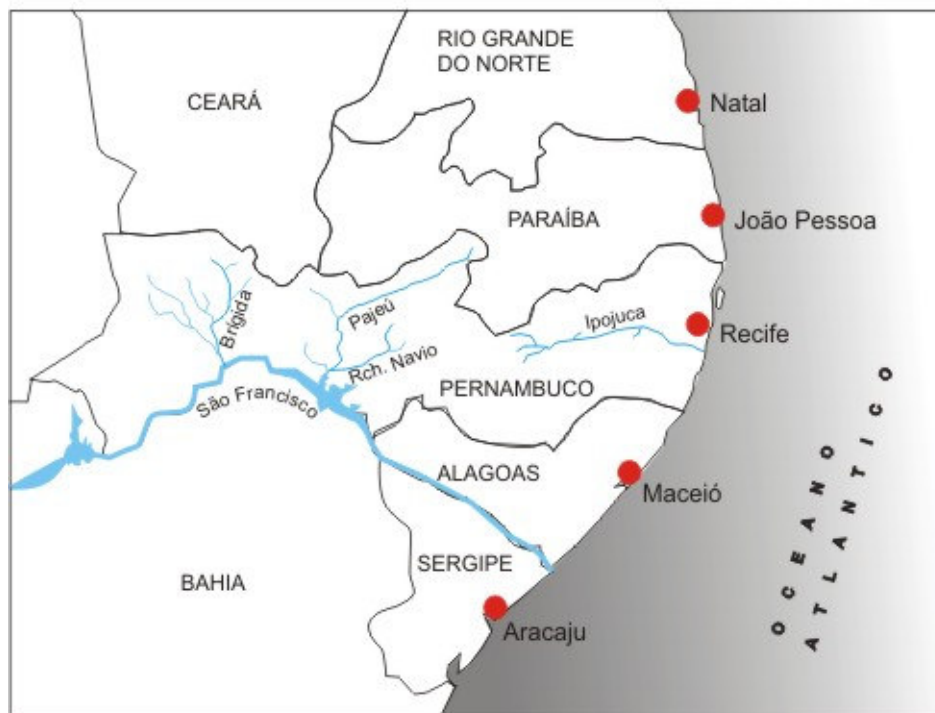 RIO GRANDE
DO NORTE
CEARÁ
Natal
PARAÍBA
João Pessoa
Brígida
Pajeú
Ipojuca
Recife
Rch. Navio
São Francisco
PERNAMBUCO
ALAGOAS
Maceió
SERGIPE
BAHIA
Aracaju
OCEANO
ATLANTICO